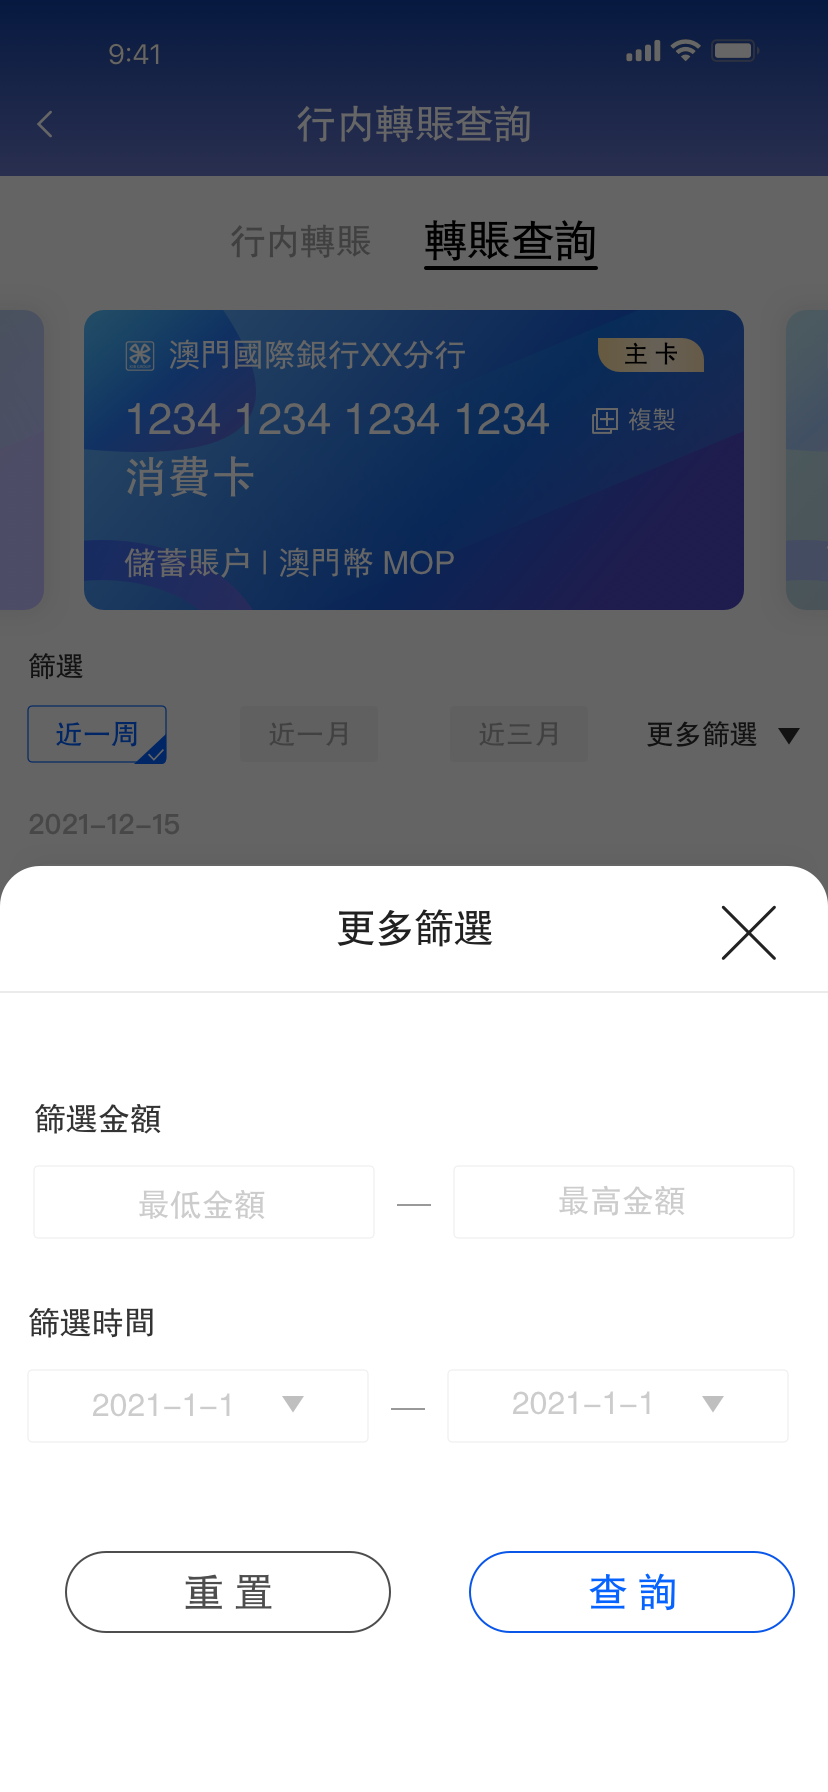 9:41
行内轉賬查詢
行内轉賬 轉賬查詢
澳門國際銀行XX分行 主 卡
1234 1234 1234 1234 複製
消費卡
儲蓄賬户 | 澳門幣 MOP
篩選
近一周 近一月 近三月 更多篩選
2021-12-15
更多篩選
篩選金額
最低金額 — 最高金額
篩選時間
2021-1-1 — 2021-1-1
重 置 查 詢